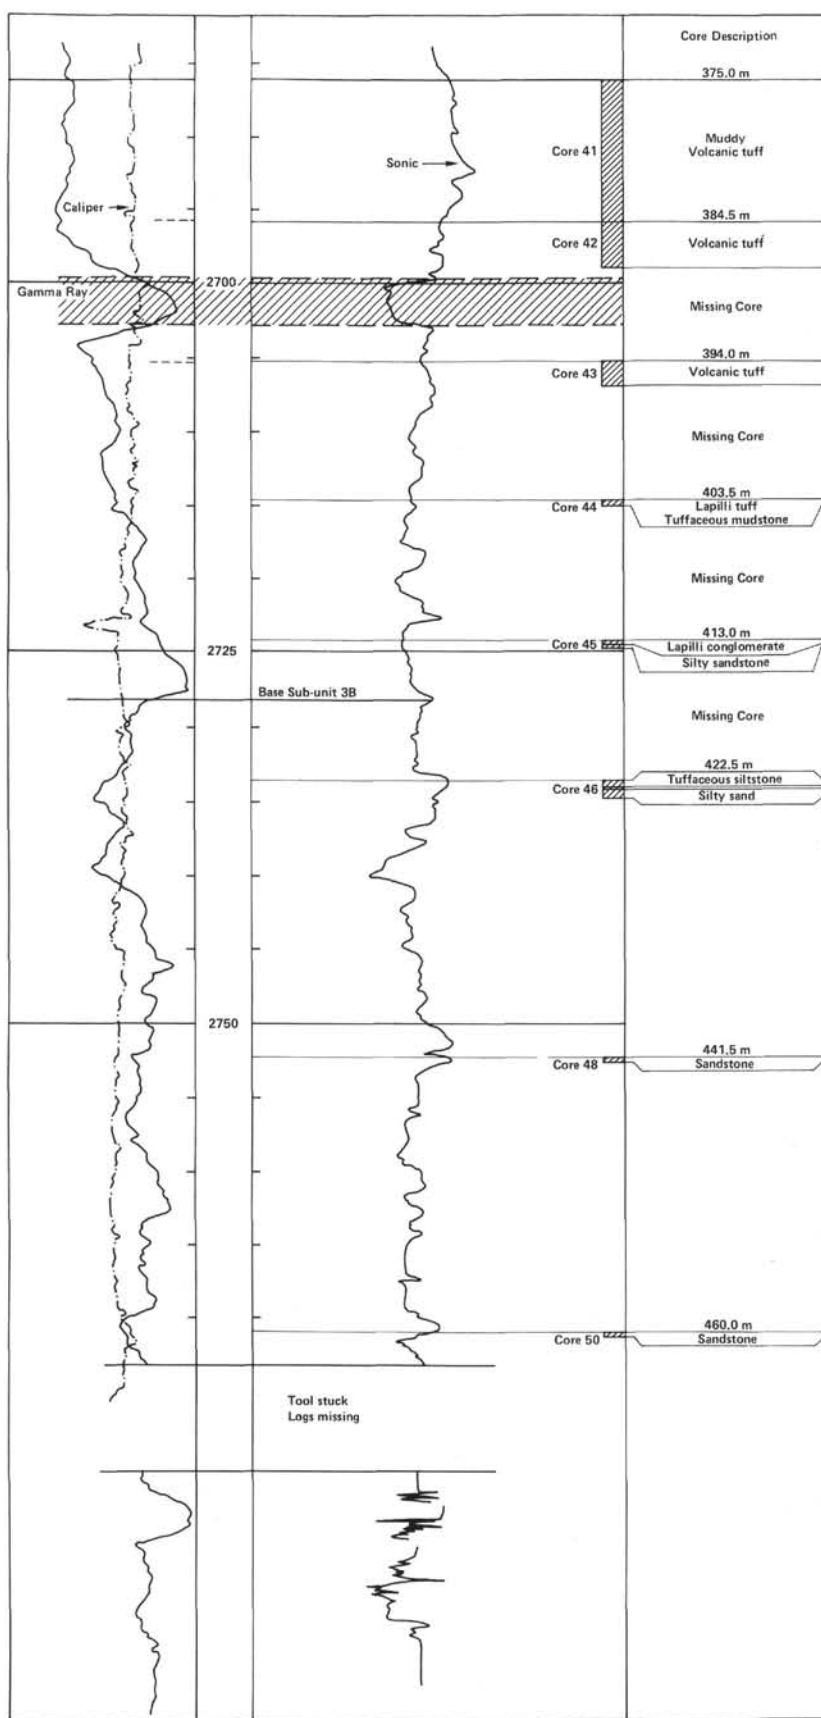 Core Description
375.0 m
Core 41
Muddy
Volcanic tuff
Sonic
Caliper
384.5 m
Core 42
Volcanic tuff
2700
Gamma Ray
Missing Core
394.0 m
Core 43
Volcanic tuff
Missing Core
403.5 m
Core 44
Lapilli tuff
Tuffaceous mudstone
Missing Core
413.0 m
Core 45
Lapilli conglomerate
2725
Silty sandstone
Base Sub-unit 3B
Missing Core
422.5 m
Tuffaceous siltstone
Core 46
Silty sand
2750
441.5 m
Core 48
Sandstone
460.0 m
Core 50
Sandstone
Tool stuck
Logs missing